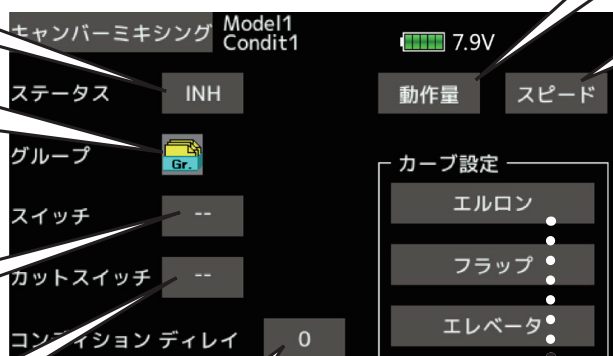 キャンバーミキシング Model1
Condit1
7.9V
ステータス INH 動作量 スピード
グループ Gr.
カーブ設定
エルロン
スイッチ --
フラップ
カットスイッチ --
エレベータ
コンディション ディレイ 0